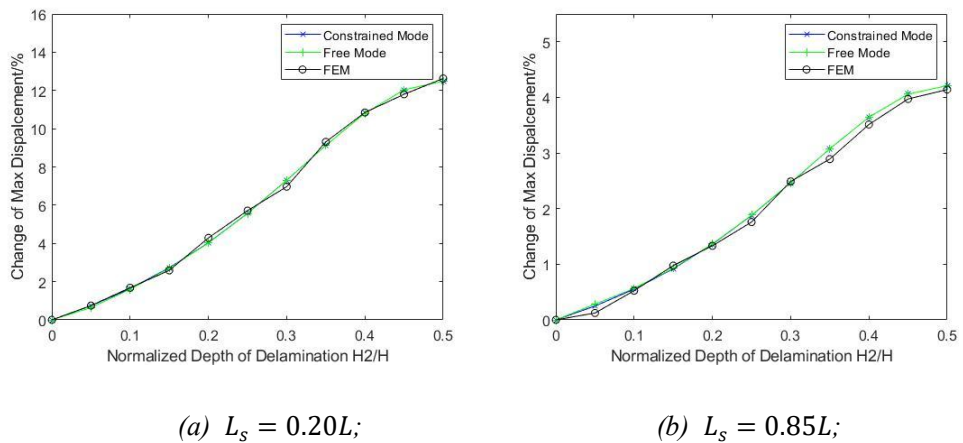 16
14
12
10
8
6
4
2
0
0
0.1
0.2
0.3
0.4
0.5
Change of Max Dispalcement/%
Normalized Depth of Delamination H2/H
Constrained Mode
Free Mode
FEM
(a) L_s = 0.20L;
5
4
3
2
1
0
0
0.1
0.2
0.3
0.4
0.5
Change of Max Dispalcement/%
Normalized Depth of Delamination H2/H
Constrained Mode
Free Mode
FEM
(b) L_s = 0.85L;